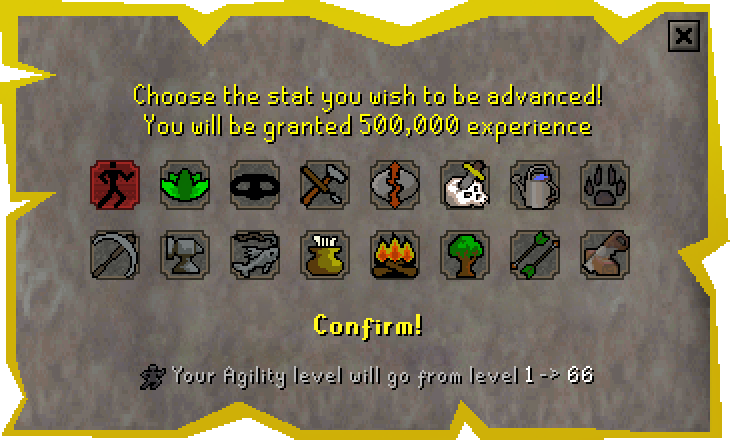 Choose the stat you wish to be advanced!
You will be granted 500,000 experience
Confirm!
Your Agility level will go from level 1 -> 66